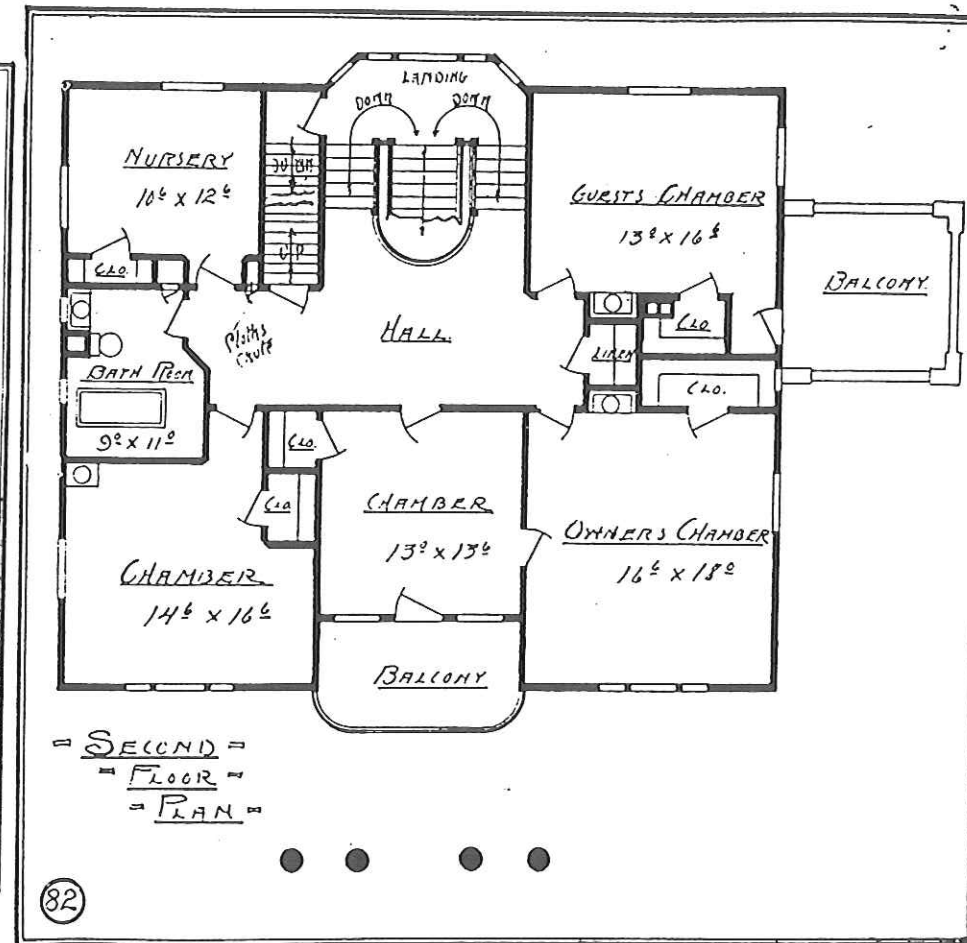 LANDING
DOWN
DOWN
NURSERY
10⁶ x 12⁶
DOWN
UP
GUESTS CHAMBER
13⁰ x 16⁶
BALCONY
CLO.
CLO.
HALL
LINEN
CLO.
BATH ROOM
9⁰ x 11⁰
CLO.
CLO
CHAMBER
13⁰ x 13⁶
OWNERS CHAMBER
16⁶ x 18⁰
CHAMBER
14⁶ x 16⁶
BALCONY
= SECOND =
= FLOOR =
= PLAN =
82